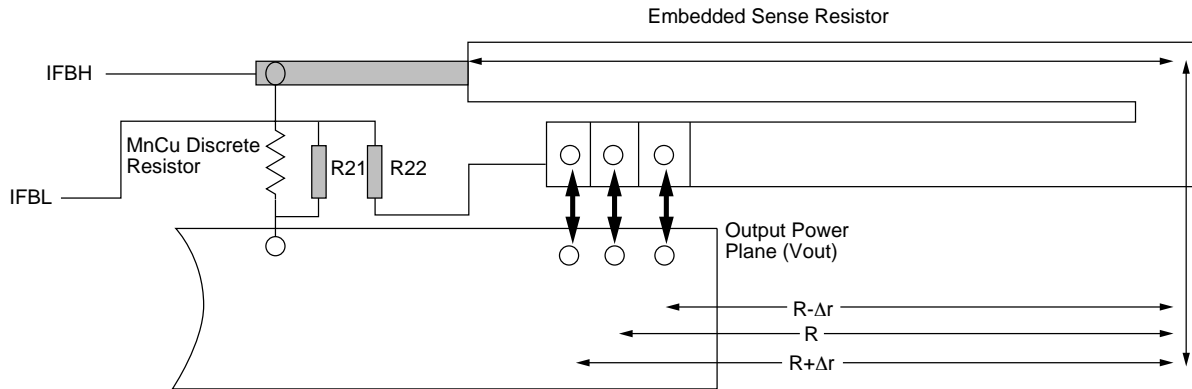 Embedded Sense Resistor
IFBH
MnCu Discrete
Resistor
R21
R22
IFBL
Output Power
Plane (Vout)
R-Δr
R
R+Δr